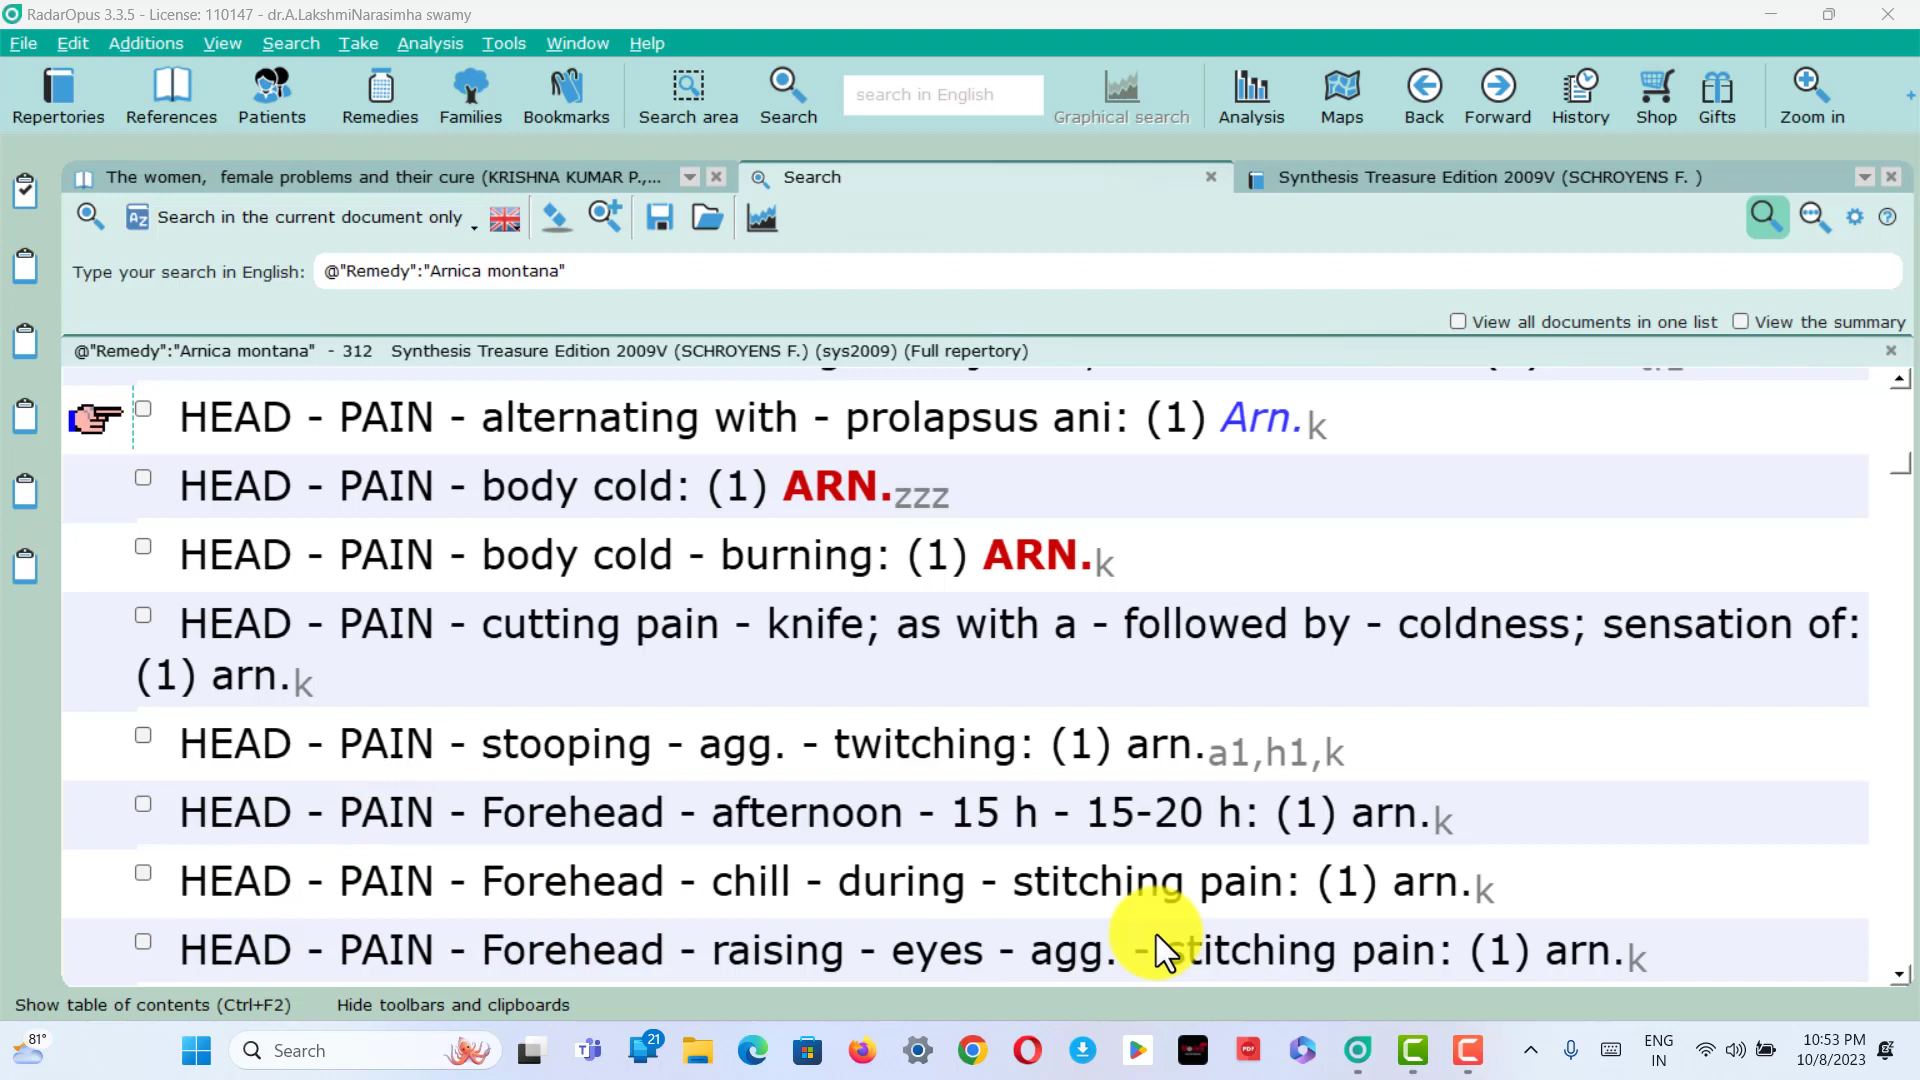 RadarOpus 3.3.5 - License: 110147 - dr.A.LakshmiNarasimha swamy
File Edit Additions View Search Take Analysis Tools Window Help
Repertories References Patients Remedies Families Bookmarks Search area Search search in English Graphical search Analysis Maps Back Forward History Shop Gifts Zoom in
The women, female problems and their cure (KRISHNA KUMAR P.,... Search Synthesis Treasure Edition 2009V (SCHROYENS F. )
Search in the current document only
Type your search in English: @"Remedy":"Arnica montana"
View all documents in one list View the summary
@"Remedy":"Arnica montana" - 312 Synthesis Treasure Edition 2009V (SCHROYENS F.) (sys2009) (Full repertory)
HEAD - PAIN - alternating with - prolapsus ani: (1) Arn.k
HEAD - PAIN - body cold: (1) ARN.zzz
HEAD - PAIN - body cold - burning: (1) ARN.k
HEAD - PAIN - cutting pain - knife; as with a - followed by - coldness; sensation of:
(1) arn.k
HEAD - PAIN - stooping - agg. - twitching: (1) arn.a1,h1,k
HEAD - PAIN - Forehead - afternoon - 15 h - 15-20 h: (1) arn.k
HEAD - PAIN - Forehead - chill - during - stitching pain: (1) arn.k
HEAD - PAIN - Forehead - raising - eyes - agg. - stitching pain: (1) arn.k
Show table of contents (Ctrl+F2) Hide toolbars and clipboards
81° Search 21 ENG IN 10:53 PM
10/8/2023